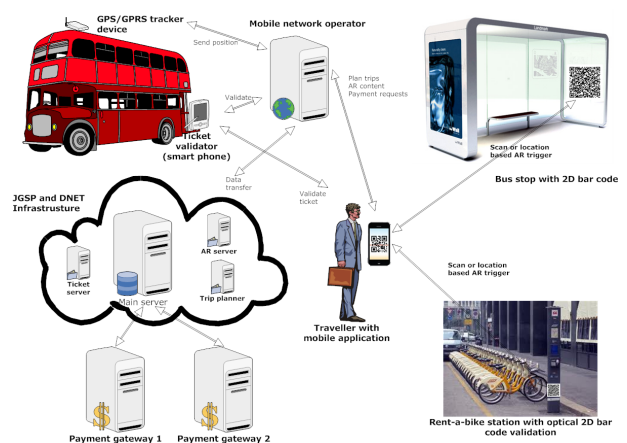 GPS/GPRS tracker
device
Mobile network operator
Send position
Plan trips
AR content
Payment requests
Validate
Ticket
validator
(smart phone)
Scan or location
based AR trigger
Bus stop with 2D bar code
Data
transfer
Validate
ticket
JGSP and DNET
Infrastrusture
AR server
Ticket
server
Main server
Trip planner
Scan or location
based AR trigger
Traveller with
mobile application
Payment gateway 1
Payment gateway 2
Rent-a-bike station with optical 2D bar
code validation